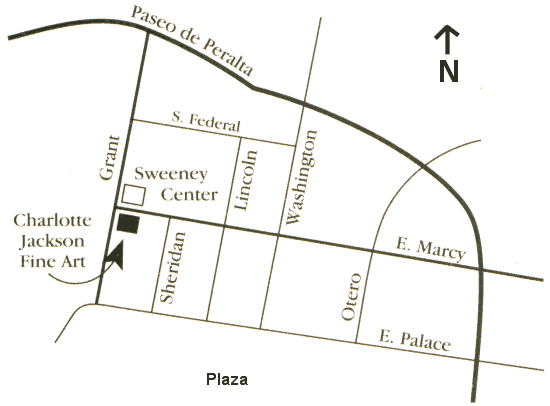 Paseo de Peralta
N
S. Federal
Grant
Sweeney
Center
Lincoln
Washington
Charlotte
Jackson
Fine Art
Sheridan
E. Marcy
Otero
E. Palace
Plaza